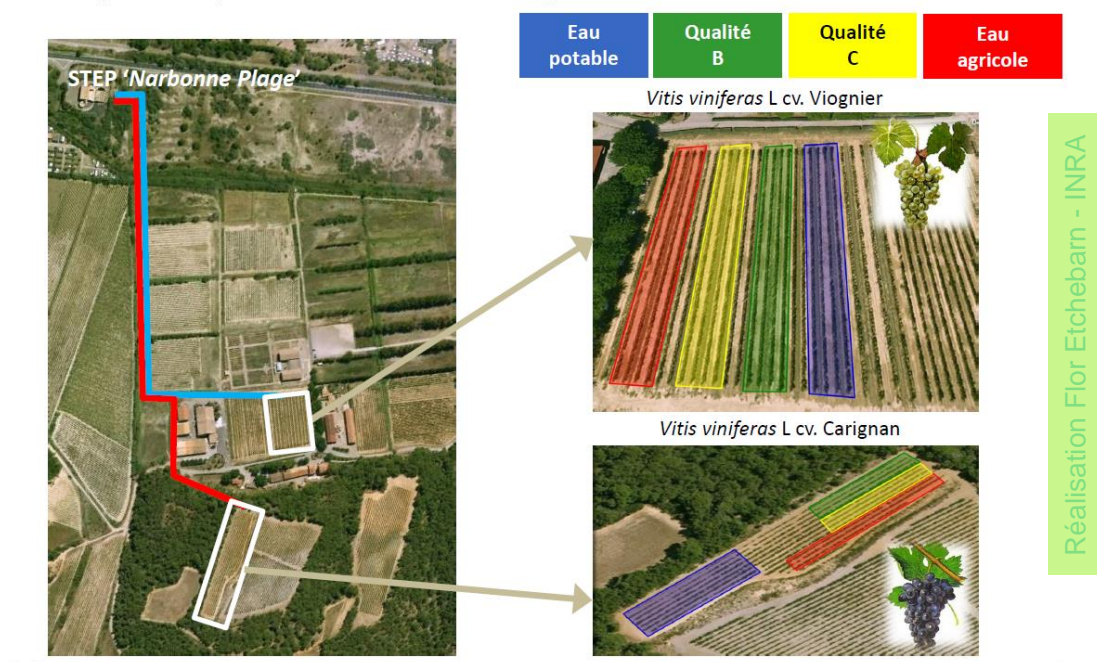 Eau
potable
Qualité
B
Qualité
C
Eau
agricole
STEP ‘Narbonne Plage’
Vitis viniferas L cv. Viognier
Vitis viniferas L cv. Carignan
Réalisation Flor Etchebarn - INRA